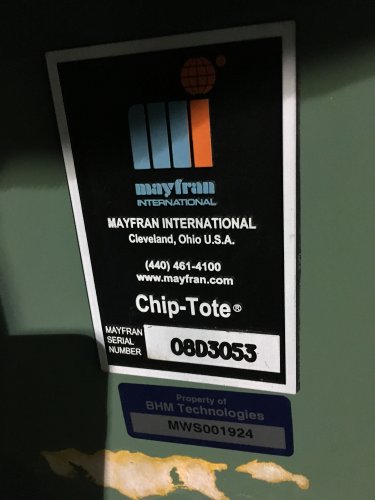 mayfran
INTERNATIONAL
MAYFRAN INTERNATIONAL
Cleveland, Ohio U.S.A.
(440) 461-4100
www.mayfran.com
Chip-Tote®
MAYFRAN
SERIAL
NUMBER
08D3053
Property of
BHM Technologies
MWS001924